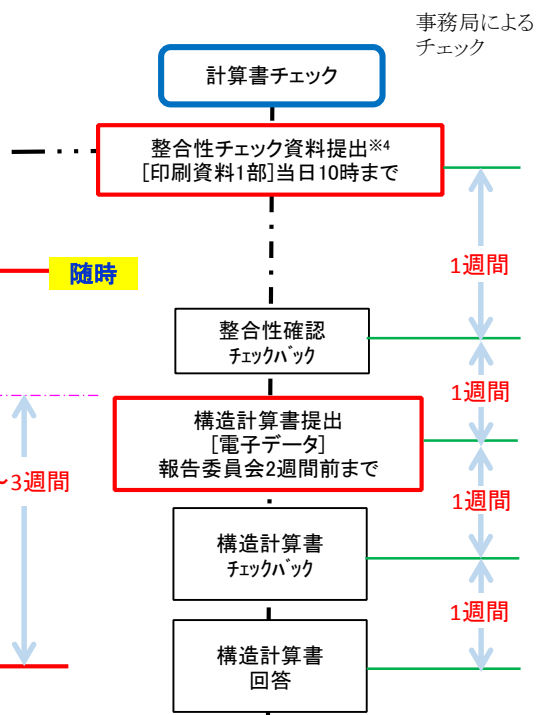 事務局による
チェック
計算書チェック
整合性チェック資料提出※4
[印刷資料1部]当日10時まで
1週間
随時
整合性確認
チェックバック
1週間
構造計算書提出
[電子データ]
報告委員会2週間前まで
~3週間
1週間
構造計算書
チェックバック
1週間
構造計算書
回答